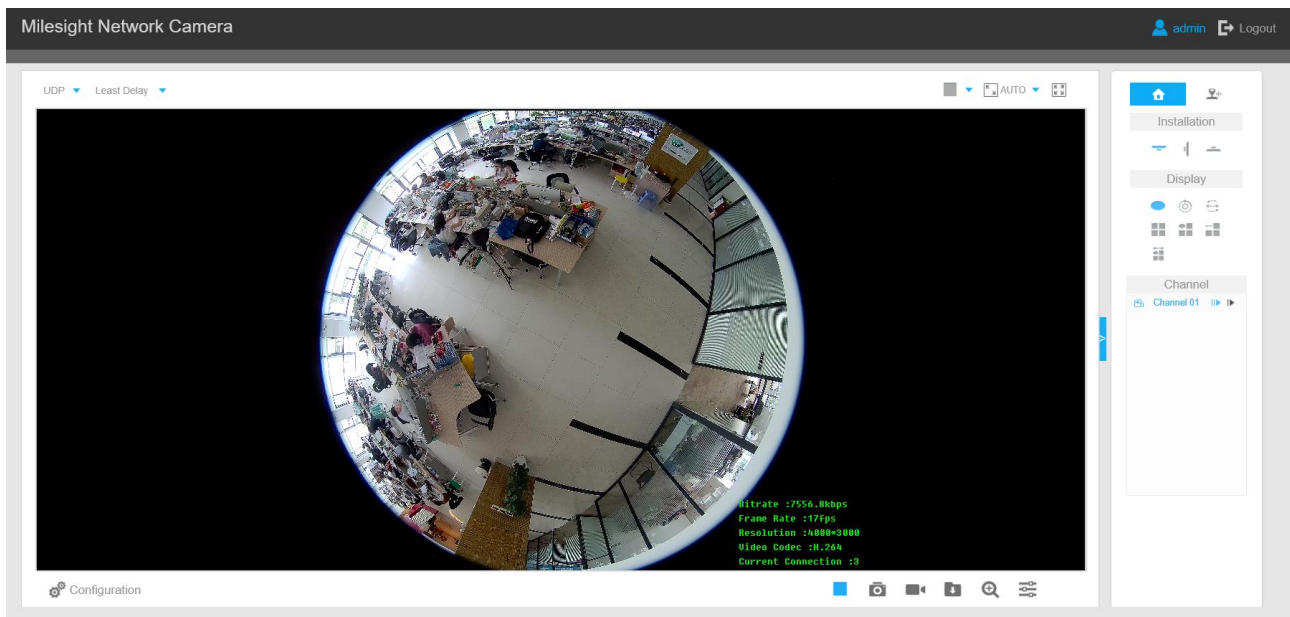 Milesight Network Camera
admin Logout
UDP Least Delay AUTO
Installation
Display
Channel
Channel 01
Bitrate :7556.8kbps
Frame Rate :17fps
Resolution :4000*3000
Video Codec :H.264
Current Connection :3
Configuration